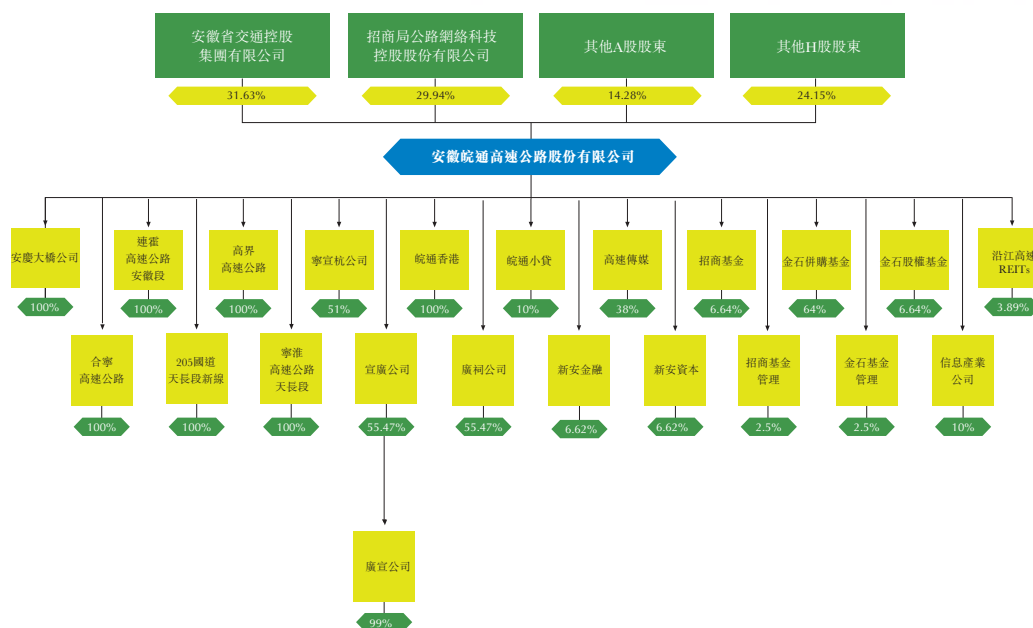 安徽省交通控股
集團有限公司
招商局公路網絡科技
控股股份有限公司
其他A股股東
其他H股股東
31.63%
29.94%
14.28%
24.15%
安徽皖通高速公路股份有限公司
安慶大橋公司
連霍
高速公路
安徽段
高界
高速公路
寧宣杭公司
皖通香港
皖通小貸
高速傳媒
招商基金
金石併購基金
金石股權基金
沿江高速
REITs
100%
100%
100%
51%
100%
10%
38%
6.64%
64%
6.64%
3.89%
合寧
高速公路
205國道
天長段新線
寧淮
高速公路
天長段
宣廣公司
廣祠公司
新安金融
新安資本
招商基金
管理
金石基金
管理
信息產業
公司
100%
100%
100%
55.47%
55.47%
6.62%
6.62%
2.5%
2.5%
10%
廣宣公司
99%